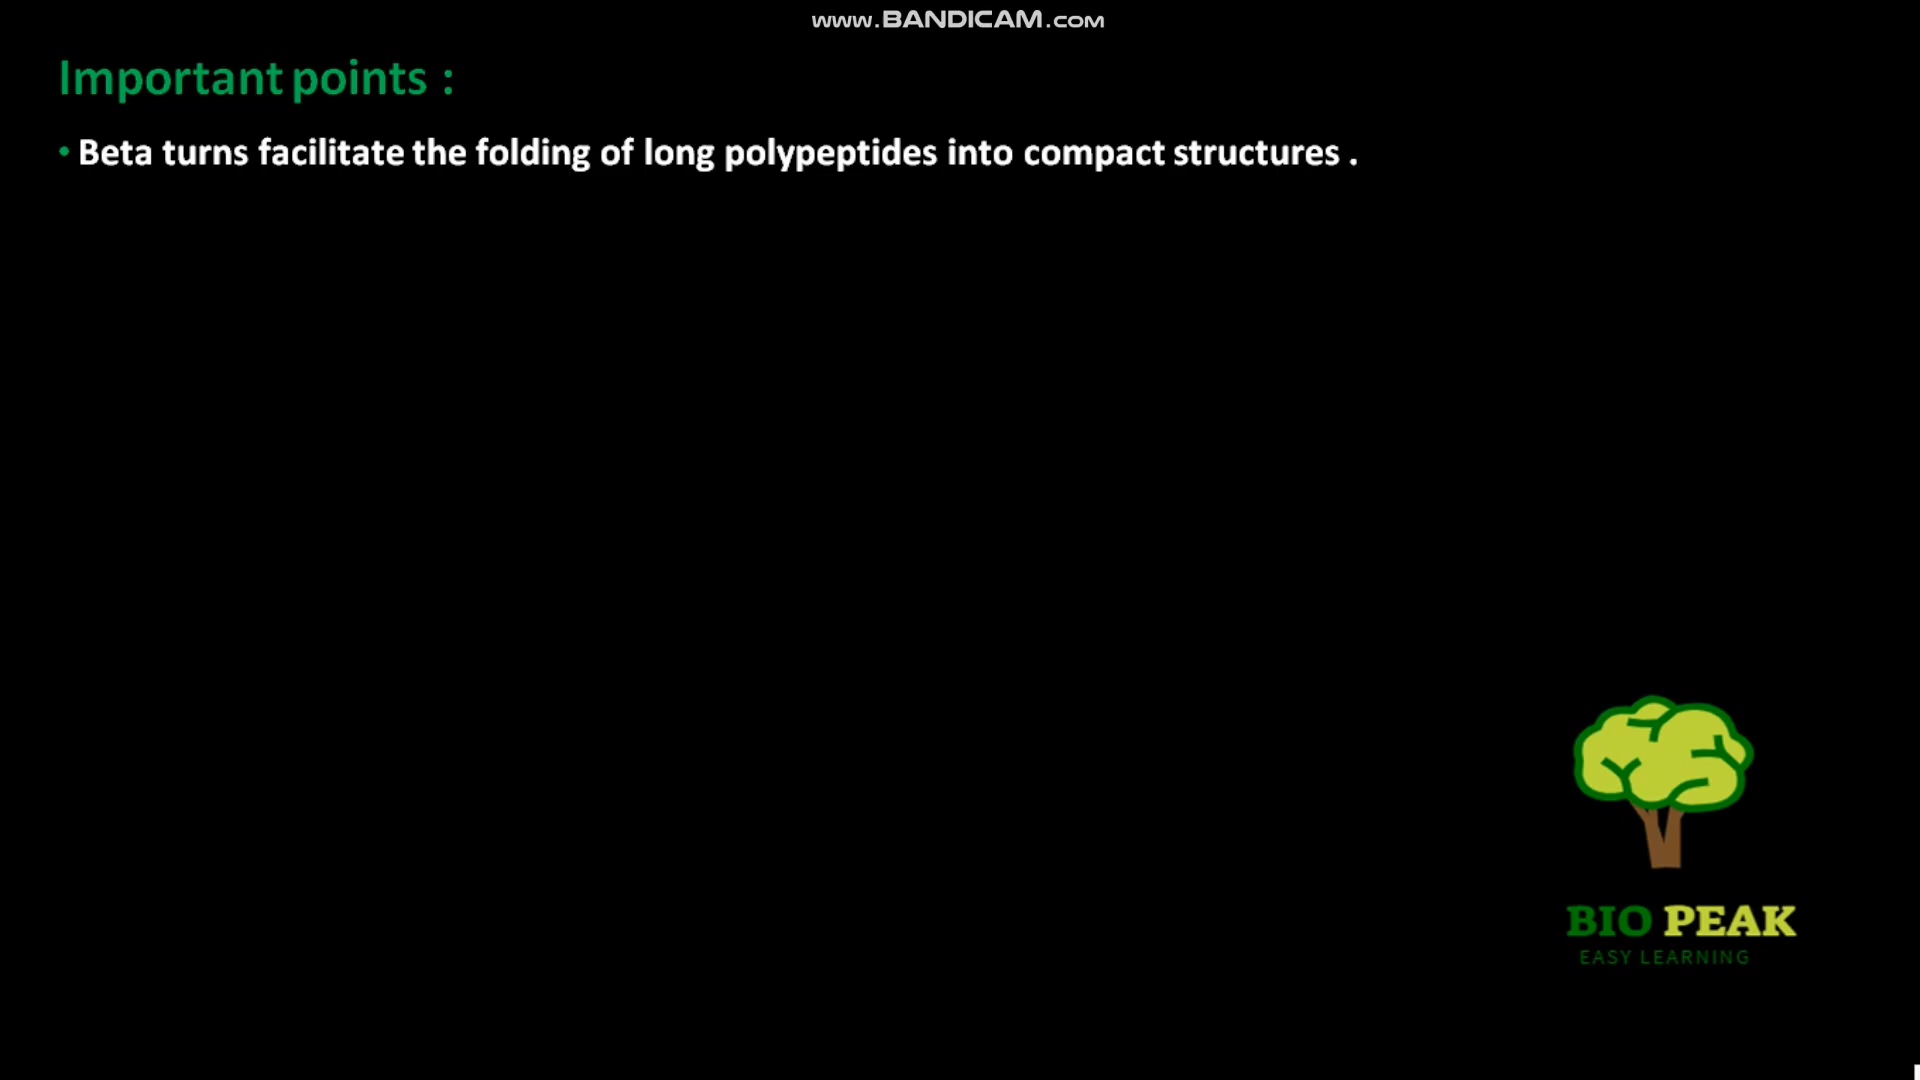 www.BANDICAM.com
Important points :
• Beta turns facilitate the folding of long polypeptides into compact structures .
BIO PEAK
EASY LEARNING